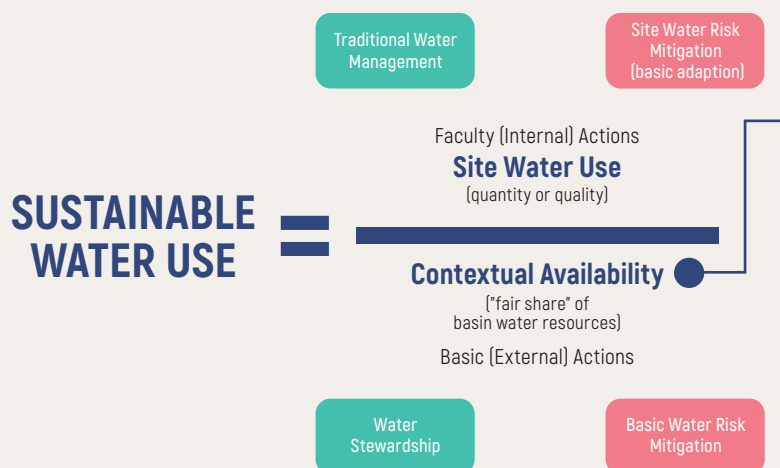 Traditional Water
Management
Site Water Risk
Mitigation
(basic adaption)
Faculty (Internal) Actions
Site Water Use
(quantity or quality)
SUSTAINABLE
WATER USE
=
Contextual Availability
("fair share" of
basin water resources)
Basic (External) Actions
Water
Stewardship
Basic Water Risk
Mitigation